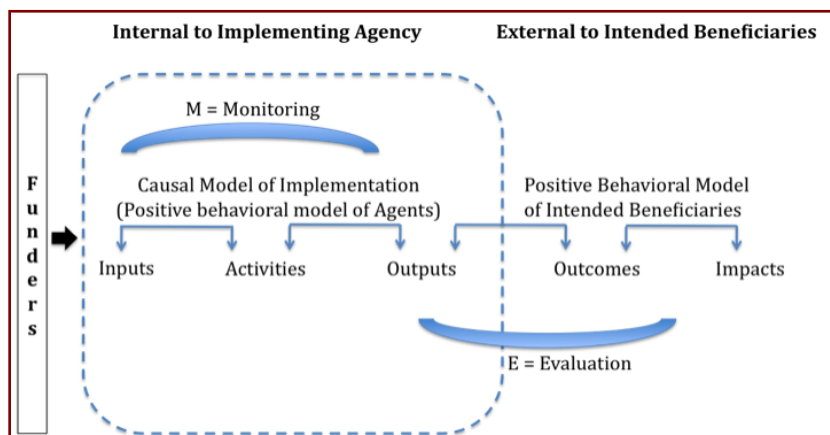 Internal to Implementing Agency
External to Intended Beneficiaries
M = Monitoring
Funders
Causal Model of Implementation
(Positive behavioral model of Agents)
Positive Behavioral Model
of Intended Beneficiaries
Inputs
Activities
Outputs
Outcomes
Impacts
E = Evaluation